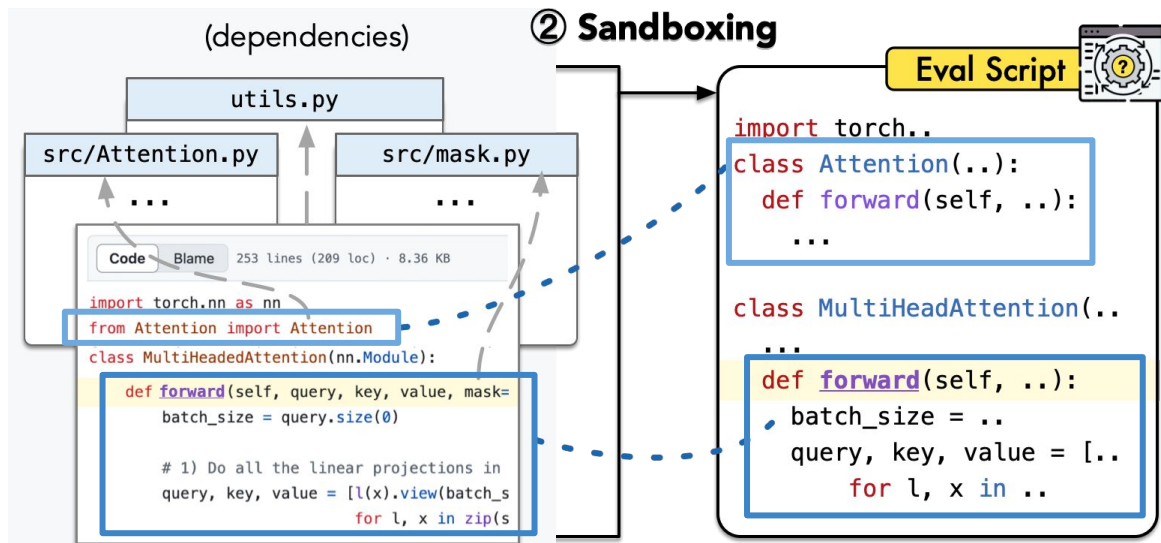 (dependencies)
② Sandboxing
utils.py
src/Attention.py
src/mask.py
...
...
Code Blame 253 lines (209 loc) · 8.36 KB
import torch.nn as nn
from Attention import Attention
class MultiHeadedAttention(nn.Module):
def forward(self, query, key, value, mask=
batch_size = query.size(0)
# 1) Do all the linear projections in
query, key, value = [l(x).view(batch_s
for l, x in zip(s
Eval Script
?
import torch..
class Attention(..):
def forward(self, ..):
...
class MultiHeadAttention(..
...
def forward(self, ..):
batch_size = ..
query, key, value = [..
for l, x in ..